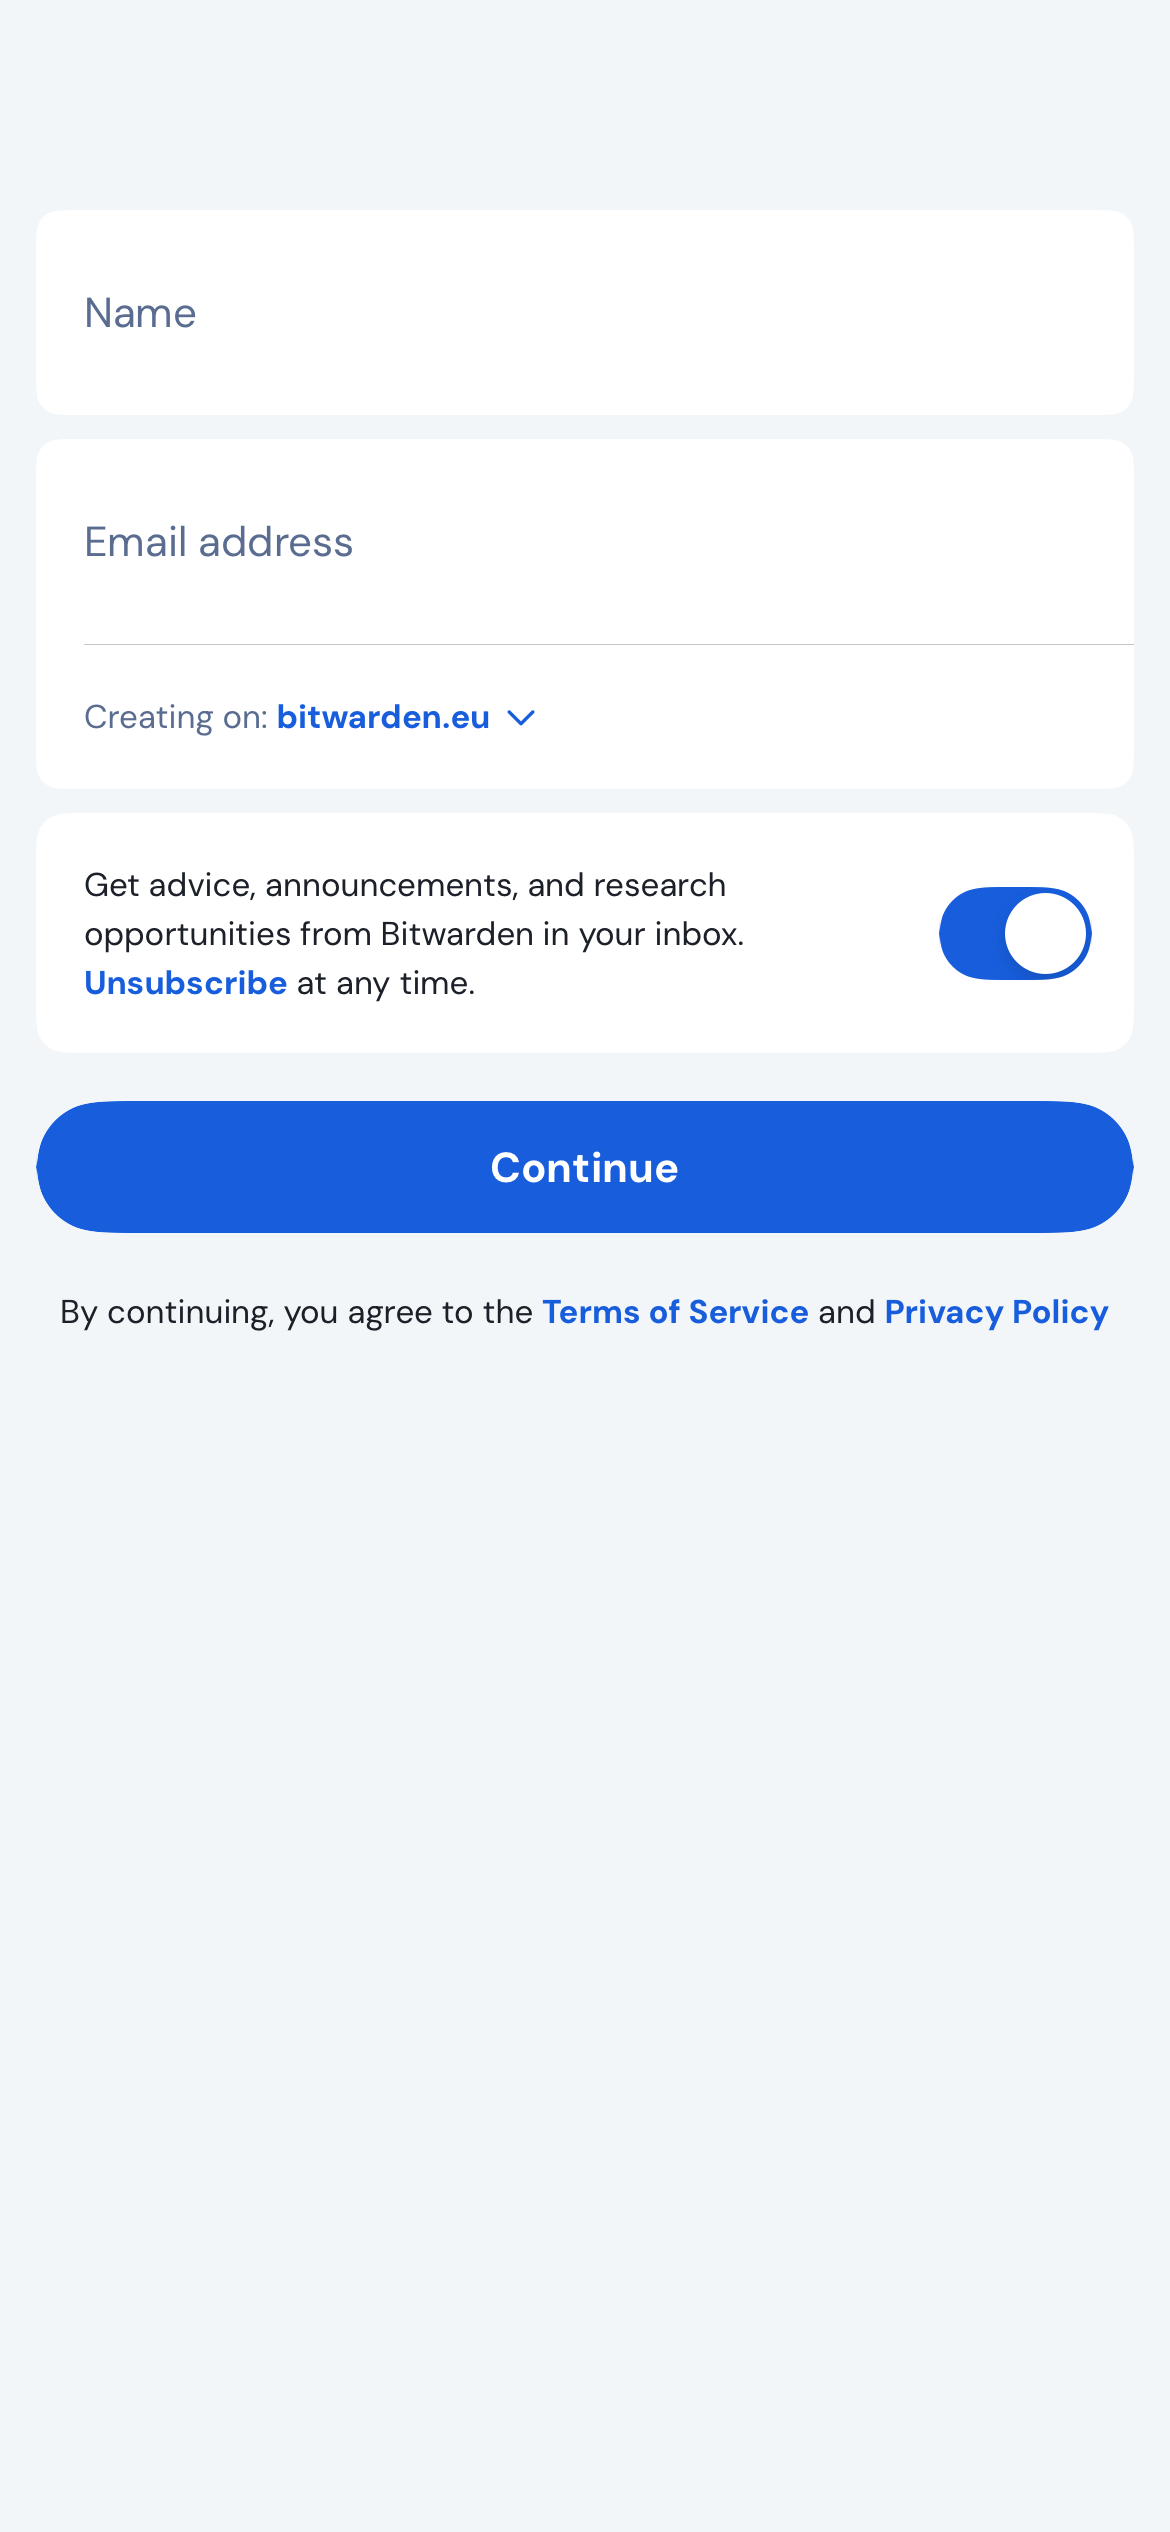 Name
Email address
Creating on: bitwarden.eu
Get advice, announcements, and research
opportunities from Bitwarden in your inbox.
Unsubscribe at any time.
Continue
By continuing, you agree to the Terms of Service and Privacy Policy